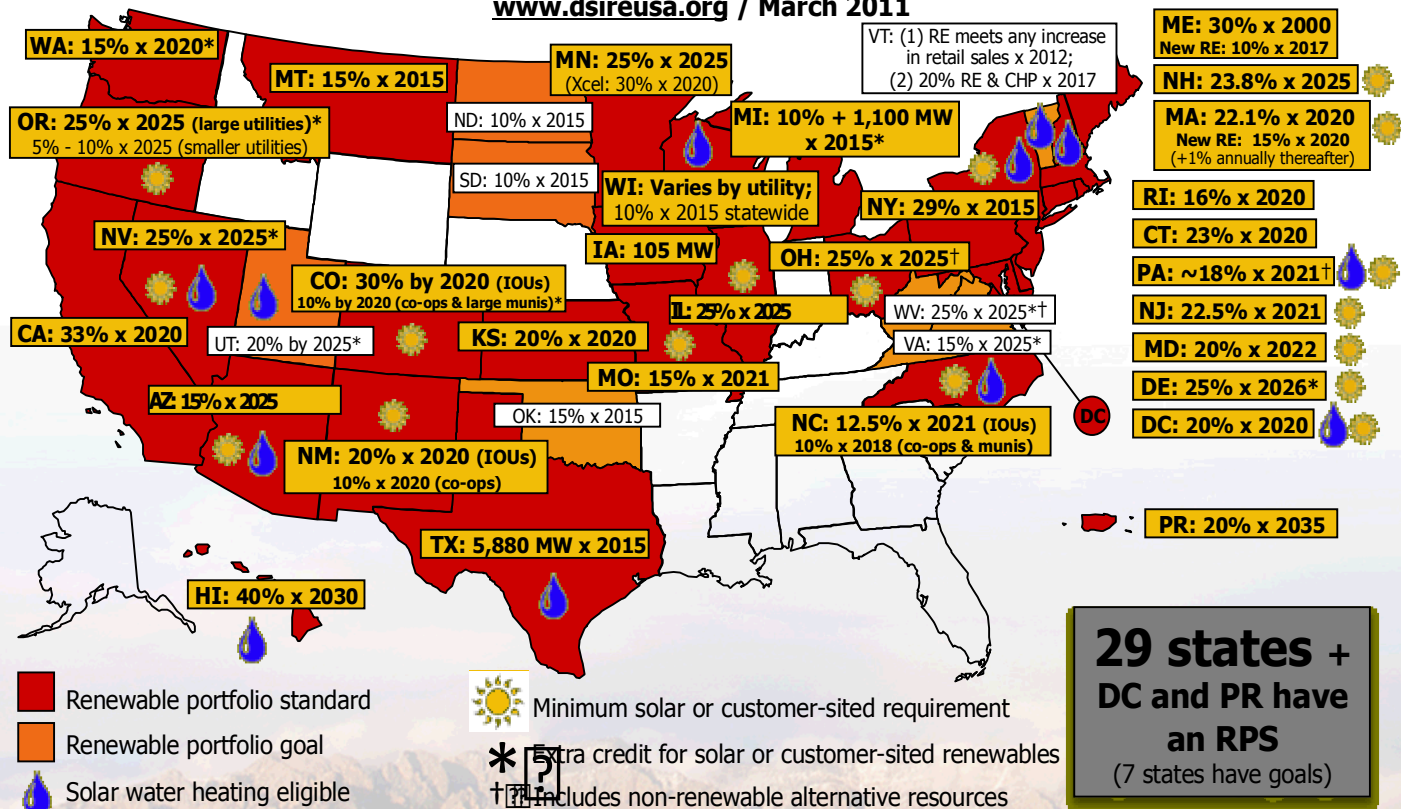 www.dsireusa.org / March 2011
WA: 15% x 2020*
MT: 15% x 2015
MN: 25% x 2025
(Xcel: 30% x 2020)
VT: (1) RE meets any increase
in retail sales x 2012;
(2) 20% RE & CHP x 2017
ME: 30% x 2000
New RE: 10% x 2017
NH: 23.8% x 2025
MA: 22.1% x 2020
New RE: 15% x 2020
(+1% annually thereafter)
OR: 25% x 2025 (large utilities)*
5% - 10% x 2025 (smaller utilities)
ND: 10% x 2015
MI: 10% + 1,100 MW
x 2015*
SD: 10% x 2015
WI: Varies by utility;
10% x 2015 statewide
NY: 29% x 2015
RI: 16% x 2020
CT: 23% x 2020
NV: 25% x 2025*
IA: 105 MW
OH: 25% x 2025†
PA: ~18% x 2021†
CO: 30% by 2020 (IOUs)
10% by 2020 (co-ops & large munis)*
IL: 25% x 2025
WV: 25% x 2025*†
NJ: 22.5% x 2021
CA: 33% x 2020
UT: 20% by 2025*
KS: 20% x 2020
VA: 15% x 2025*
MD: 20% x 2022
MO: 15% x 2021
DE: 25% x 2026*
AZ: 15% x 2025
OK: 15% x 2015
DC
NC: 12.5% x 2021 (IOUs)
10% x 2018 (co-ops & munis)
DC: 20% x 2020
NM: 20% x 2020 (IOUs)
10% x 2020 (co-ops)
PR: 20% x 2035
TX: 5,880 MW x 2015
HI: 40% x 2030
29 states +
DC and PR have
an RPS
(7 states have goals)
Renewable portfolio standard
Renewable portfolio goal
Solar water heating eligible
Minimum solar or customer-sited requirement
* Extra credit for solar or customer-sited renewables
† Includes non-renewable alternative resources